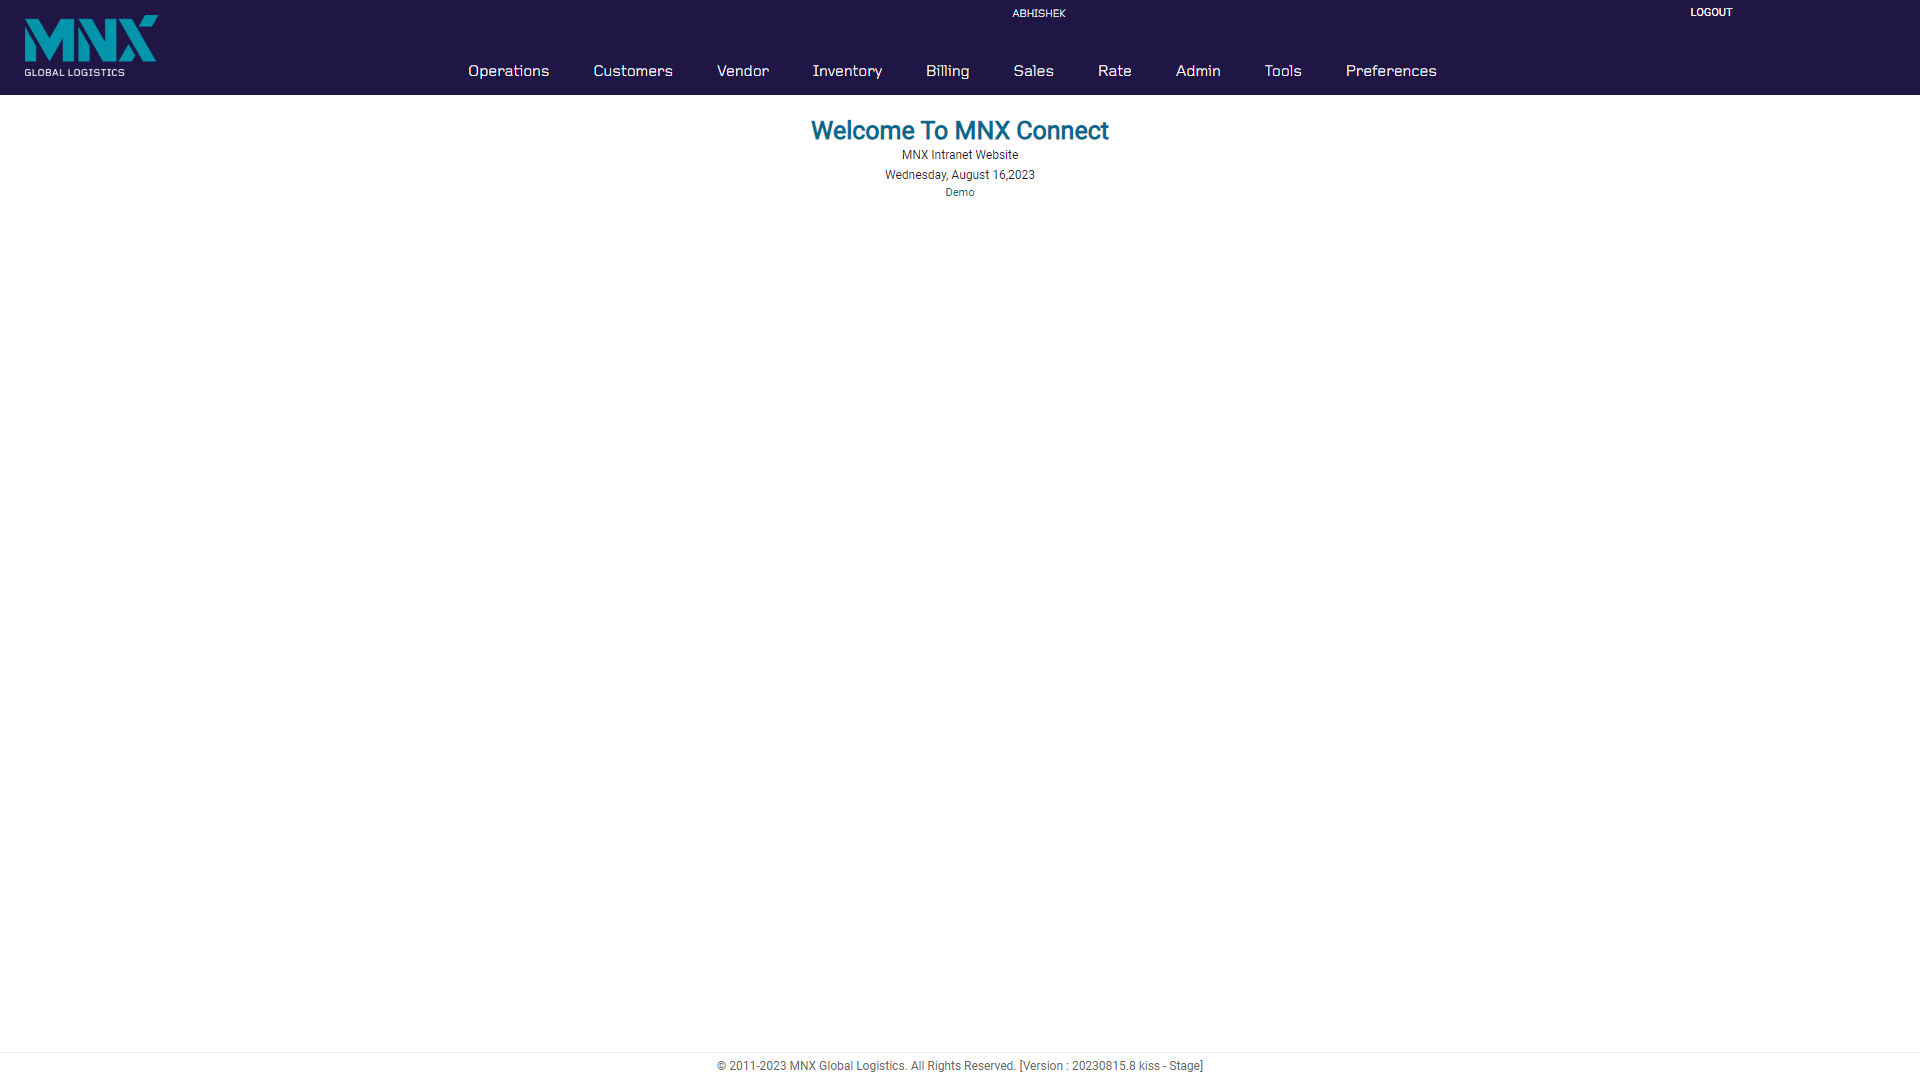 ABHISHEK
LOGOUT
MNX
GLOBAL LOGISTICS
Operations Customers Vendor Inventory Billing Sales Rate Admin Tools Preferences
Welcome To MNX Connect
MNX Intranet Website
Wednesday, August 16,2023
Demo
© 2011-2023 MNX Global Logistics. All Rights Reserved. [Version : 20230815.8 kiss - Stage]